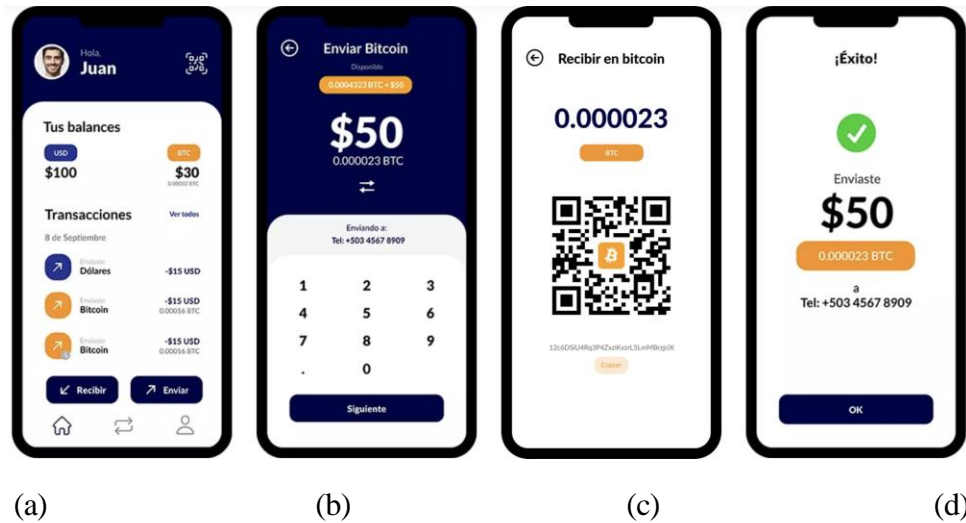 Hola,
Juan
Tus balances
USD
BTC
$100
$30
Transacciones
Ver todos
8 de Septiembre
Enviaste
Dólares
-$15 USD
Enviaste
Bitcoin
-$15 USD
0.00016 BTC
Enviaste
Bitcoin
-$15 USD
0.00016 BTC
Recibir
Enviar
Enviar Bitcoin
Disponible
0.0004323 BTC = $50
$50
0.000023 BTC
Enviando a:
Tel: +503 4567 8909
1 2 3
4 5 6
7 8 9
. 0
Siguiente
Recibir en bitcoin
0.000023
BTC
Copiar
¡Éxito!
Enviaste
$50
0.000023 BTC
a
Tel: +503 4567 8909
OK
(a) (b) (c) (d)